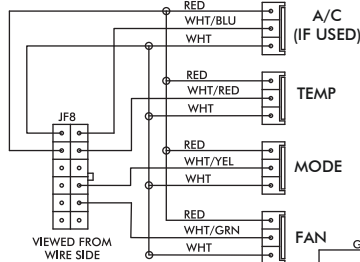 RED
WHT/BLU
WHT
A/C
(IF USED)
RED
WHT/RED
WHT
TEMP
JF8
RED
WHT/YEL
WHT
MODE
RED
WHT/GRN
WHT
FAN
VIEWED FROM
WIRE SIDE
G